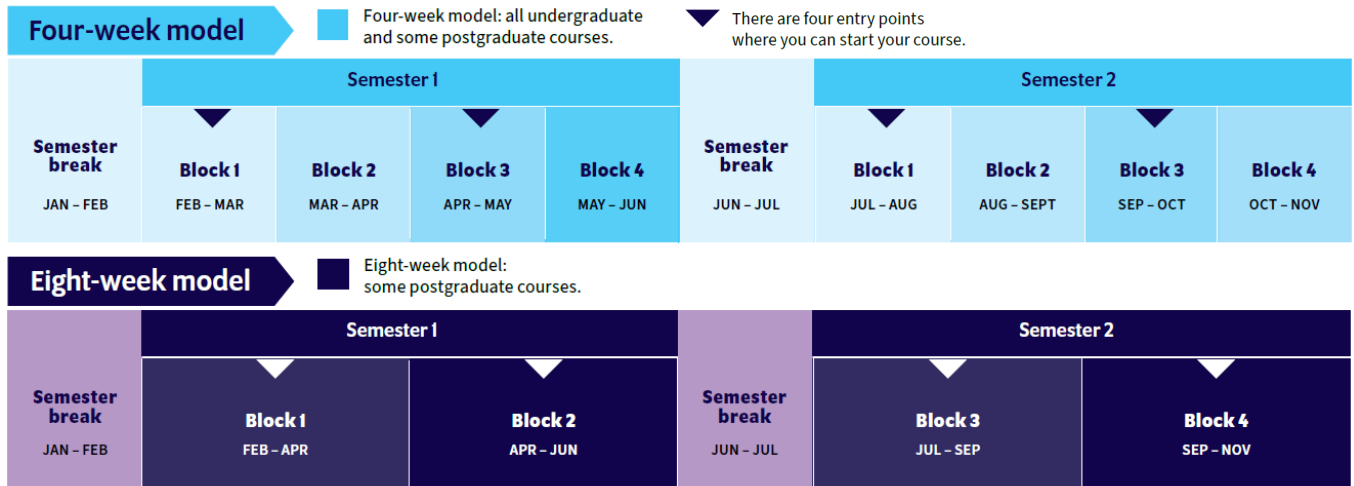 Four-week model
Four-week model: all undergraduate
and some postgraduate courses.
There are four entry points
where you can start your course.
Semester
break
JAN – FEB
Semester 1
Block 1
FEB – MAR
Block 2
MAR – APR
Block 3
APR – MAY
Block 4
MAY – JUN
Semester
break
JUN – JUL
Semester 2
Block 1
JUL – AUG
Block 2
AUG – SEPT
Block 3
SEP – OCT
Block 4
OCT – NOV
Eight-week model
Eight-week model:
some postgraduate courses.
Semester
break
JAN – FEB
Semester 1
Block 1
FEB – APR
Block 2
APR – JUN
Semester
break
JUN – JUL
Semester 2
Block 3
JUL – SEP
Block 4
SEP – NOV